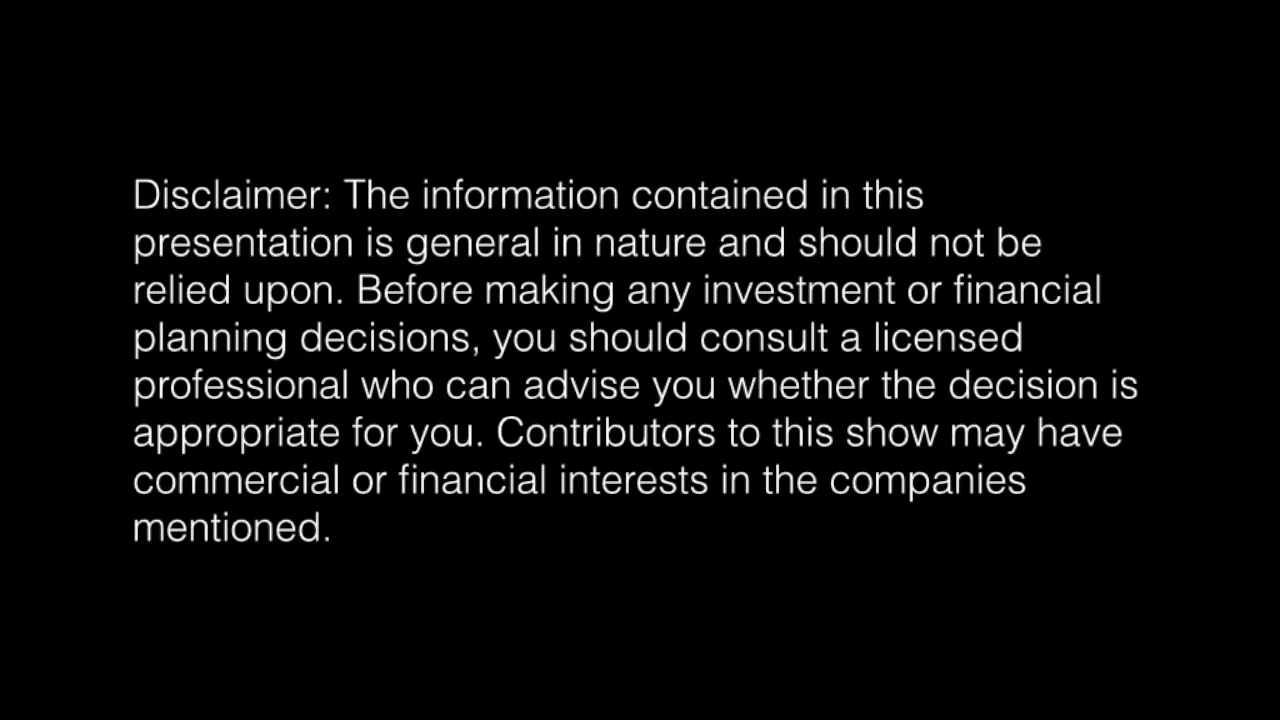 Disclaimer: The information contained in this
presentation is general in nature and should not be
relied upon. Before making any investment or financial
planning decisions, you should consult a licensed
professional who can advise you whether the decision is
appropriate for you. Contributors to this show may have
commercial or financial interests in the companies
mentioned.